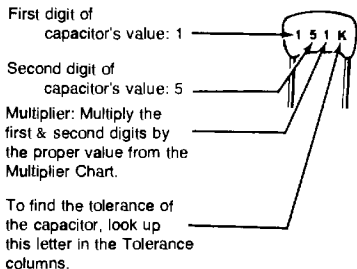 First digit of
capacitor's value: 1
1 5 1 K
Second digit of
capacitor's value: 5
Multiplier: Multiply the
first & second digits by
the proper value from the
Multiplier Chart.
To find the tolerance of
the capacitor, look up
this letter in the Tolerance
columns.